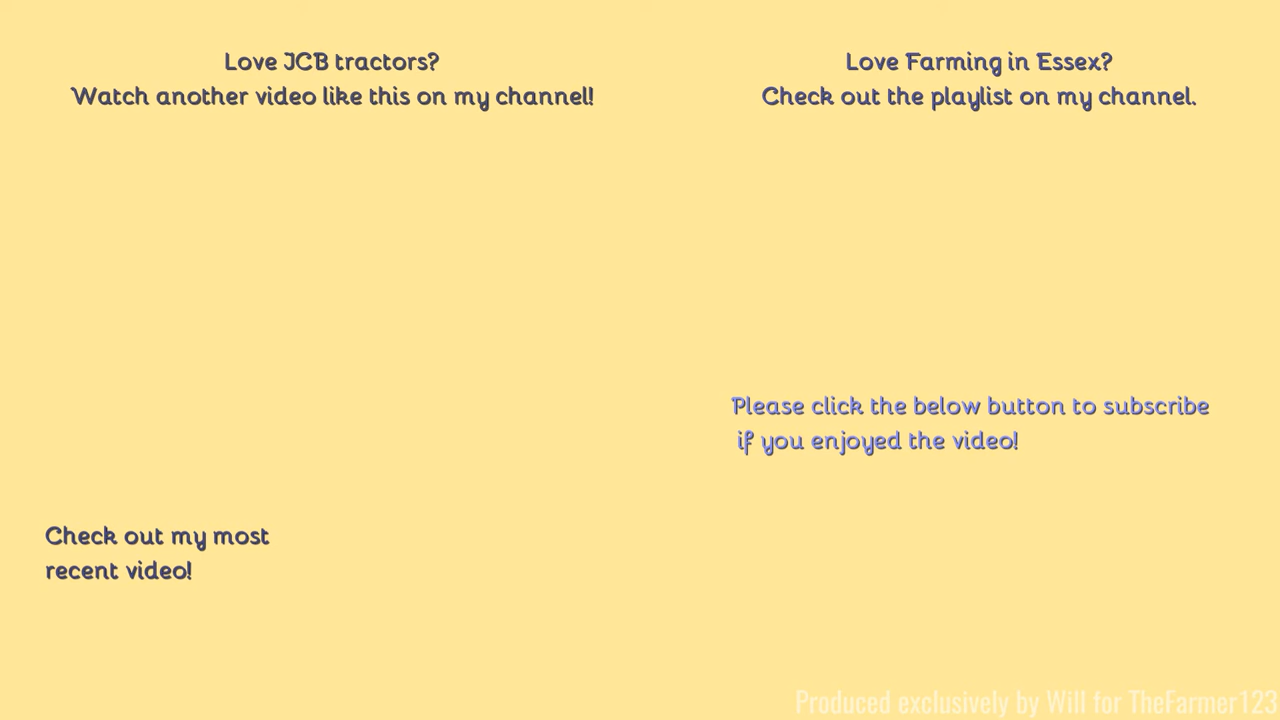 Love JCB tractors?
Watch another video like this on my channel!
Love Farming in Essex?
Check out the playlist on my channel.
Please click the below button to subscribe
if you enjoyed the video!
Check out my most
recent video!
Produced exclusively by Will for TheFarmer123